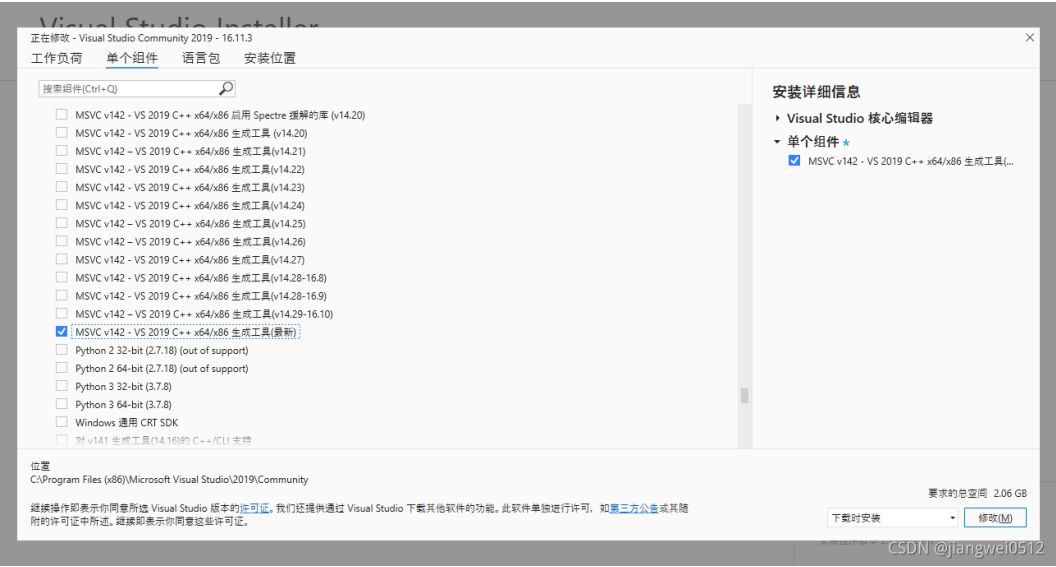 Visual Studio Installer
正在修改 - Visual Studio Community 2019 - 16.11.3
工作负荷 单个组件 语言包 安装位置
搜索组件(Ctrl+Q)
MSVC v142 - VS 2019 C++ x64/x86 启用 Spectre 缓解的库 (v14.20)
MSVC v142 - VS 2019 C++ x64/x86 生成工具 (v14.20)
MSVC v142 – VS 2019 C++ x64/x86 生成工具(v14.21)
MSVC v142 - VS 2019 C++ x64/x86 生成工具(v14.22)
MSVC v142 - VS 2019 C++ x64/x86 生成工具(v14.23)
MSVC v142 - VS 2019 C++ x64/x86 生成工具(v14.24)
MSVC v142 – VS 2019 C++ x64/x86 生成工具(v14.25)
MSVC v142 – VS 2019 C++ x64/x86 生成工具(v14.26)
MSVC v142 - VS 2019 C++ x64/x86 生成工具(v14.27)
MSVC v142 - VS 2019 C++ x64/x86 生成工具(v14.28-16.8)
MSVC v142 - VS 2019 C++ x64/x86 生成工具(v14.28-16.9)
MSVC v142 – VS 2019 C++ x64/x86 生成工具(v14.29-16.10)
MSVC v142 - VS 2019 C++ x64/x86 生成工具(最新)
Python 2 32-bit (2.7.18) (out of support)
Python 2 64-bit (2.7.18) (out of support)
Python 3 32-bit (3.7.8)
Python 3 64-bit (3.7.8)
Windows 通用 CRT SDK
对 v141 生成工具(14.16)的 C++/CLI 支持
安装详细信息
Visual Studio 核心编辑器
单个组件 *
MSVC v142 - VS 2019 C++ x64/x86 生成工具(...
位置
C:\Program Files (x86)\Microsoft Visual Studio\2019\Community
继续操作即表示你同意所选 Visual Studio 版本的许可证。我们还提供通过 Visual Studio 下载其他软件的功能。此软件单独进行许可，如第三方公告或其随
附的许可证中所述。继续即表示你同意这些许可证。
要求的总空间 2.06 GB
下载时安装 修改(M)
CSDN @jiangwei0512